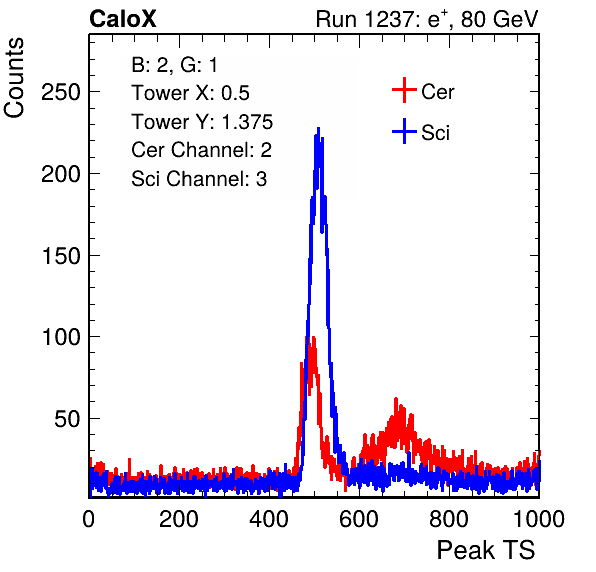 CaloX Run 1237: e⁺, 80 GeV
Counts
B: 2, G: 1
Tower X: 0.5
Tower Y: 1.375
Cer Channel: 2
Sci Channel: 3
Cer
Sci
250
200
150
100
50
0 200 400 600 800 1000
Peak TS